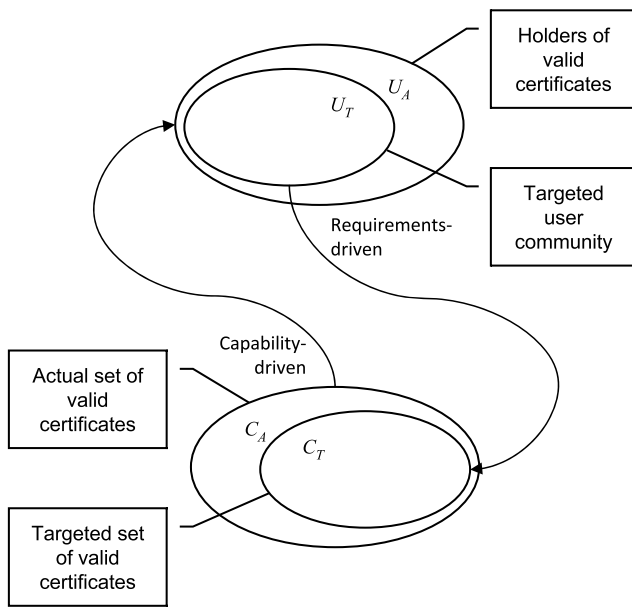 Holders of
valid
certificates
U_A
U_T
Targeted
user
community
Requirements-
driven
Capability-
driven
Actual set of
valid
certificates
C_A
C_T
Targeted set
of valid
certificates